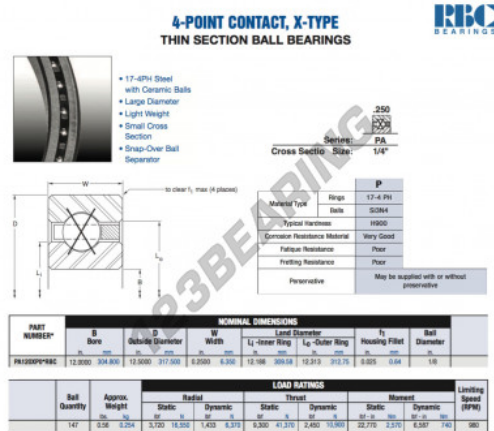 4-POINT CONTACT, X-TYPE
THIN SECTION BALL BEARINGS
RBC
BEARINGS
• 17-4PH Steel
with Ceramic Balls
• Large Diameter
• Light Weight
• Small Cross
Section
• Snap-Over Ball
Separator
.250
Series: PA
Cross Sectio Size: 1/4"
W
to clear f1 max (4 places)
D
B
P
Material Type Rings 17-4 PH
Balls Si3N4
Typical Hardness H900
Corrosion Resistance Material Very Good
Fatigue Resistance Poor
Fretting Resistance Poor
Perservative May be supplied with or without
preservative
123BEARING
NOMINAL DIMENSIONS
PART NUMBER* B Bore D Outside Diameter W Width Land Diameter f1 Housing Fillet Ball Diameter
Li -Inner Ring Lo -Outer Ring
in. mm in. mm in. mm in. mm in. mm in. mm in.
PA120XP0*RBC 12.0000 304.800 12.5000 317.500 0.2500 6.350 12.188 309.58 12.313 312.75 0.025 0.64 1/8
LOAD RATINGS
Ball Quantity Approx. Weight Radial Thrust Moment Limiting Speed (RPM)
Static Dynamic Static Dynamic Static Dynamic
lbs. kg lbf N lbf N lbf N lbf N lbf - in Nm lbf - in Nm
147 0.56 0.254 3,720 16,550 1,433 6,370 9,300 41,370 2,450 10,900 22,770 2,570 6,587 740 980